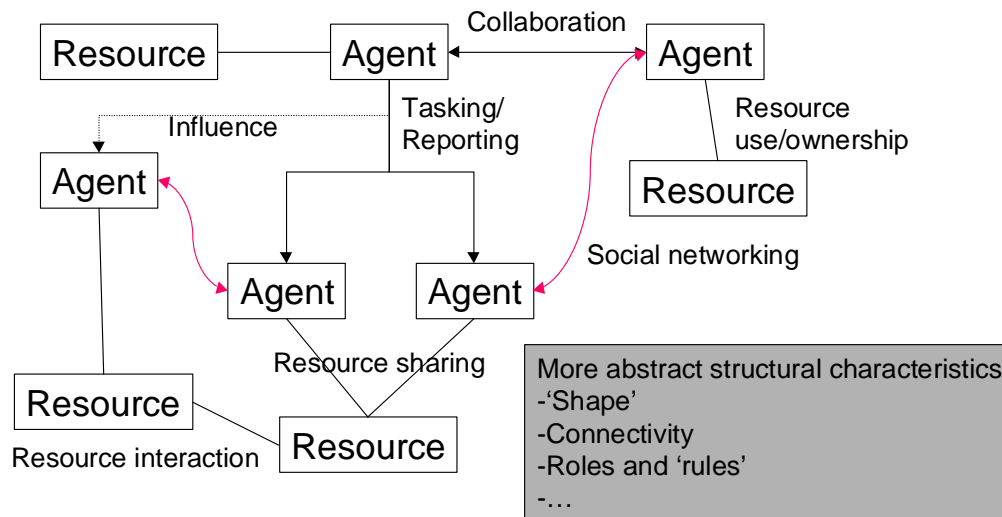 Collaboration
Resource
Agent
Agent
Tasking/
Reporting
Resource
use/ownership
Influence
Agent
Resource
Social networking
Agent
Agent
Resource sharing
More abstract structural characteristics
-‘Shape’
-Connectivity
-Roles and ‘rules’
-…
Resource
Resource
Resource interaction